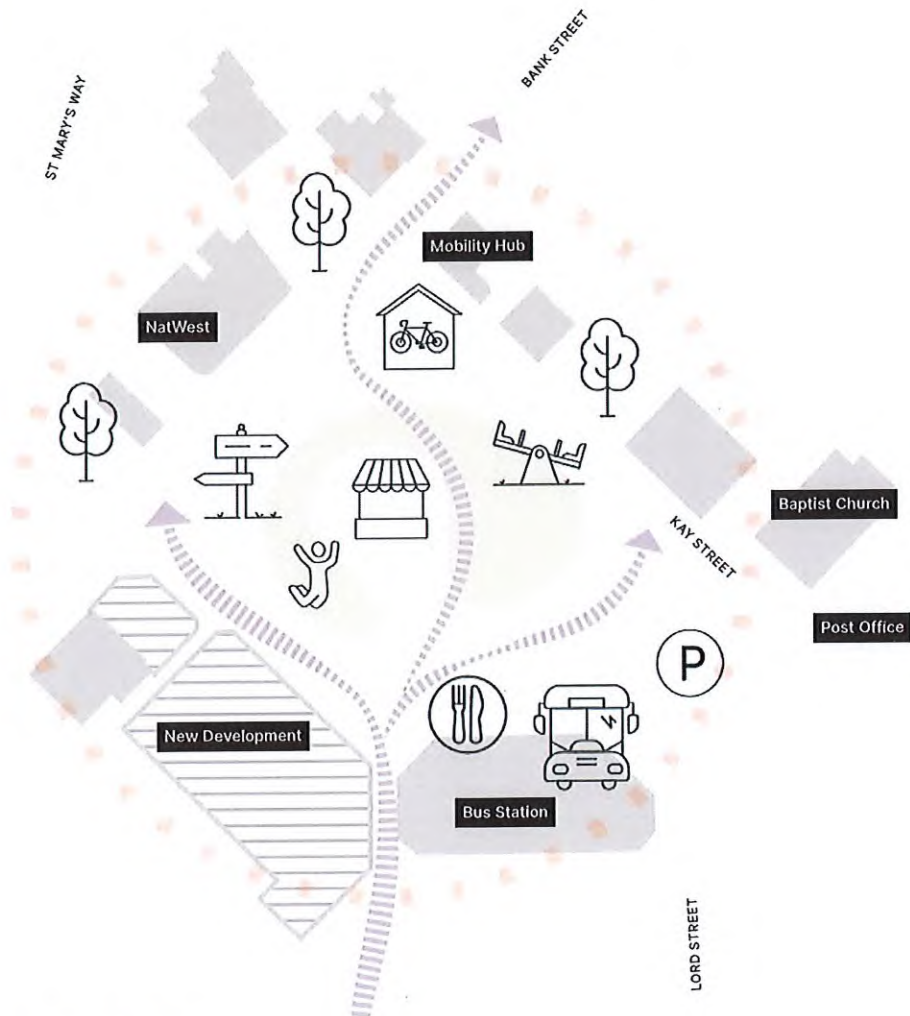 BANK STREET
ST MARY'S WAY
Mobility Hub
NatWest
Baptist Church
KAY STREET
Post Office
P
New Development
Bus Station
LORD STREET